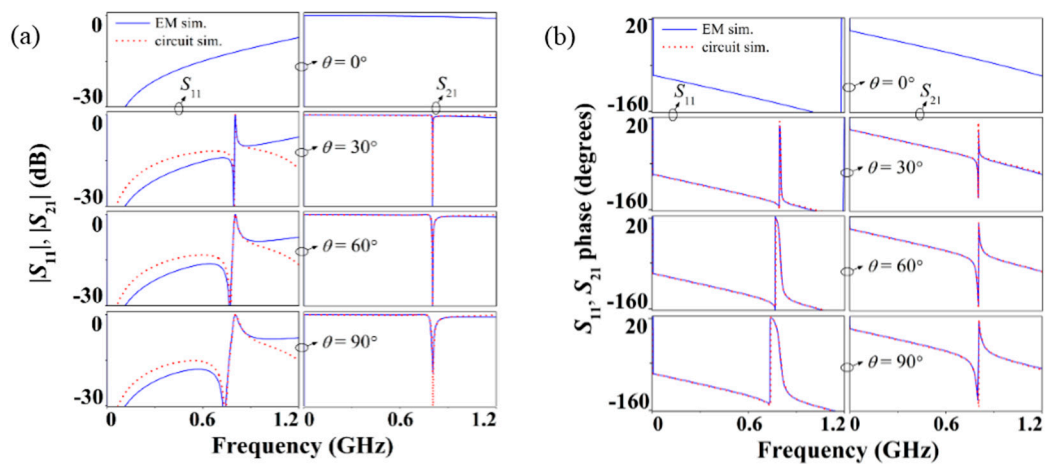 (a)
0
-30
EM sim.
circuit sim.
θ = 0°
S11
S21
0
-30
θ = 30°
0
-30
θ = 60°
0
-30
θ = 90°
0 0.6 1.2 0 0.6 1.2
Frequency (GHz)
|S11|, |S21| (dB)
(b)
20
-160
EM sim.
circuit sim.
θ = 0°
S11
S21
20
-160
θ = 30°
20
-160
θ = 60°
20
-160
θ = 90°
0 0.6 1.2 0 0.6 1.2
Frequency (GHz)
S11, S21 phase (degrees)